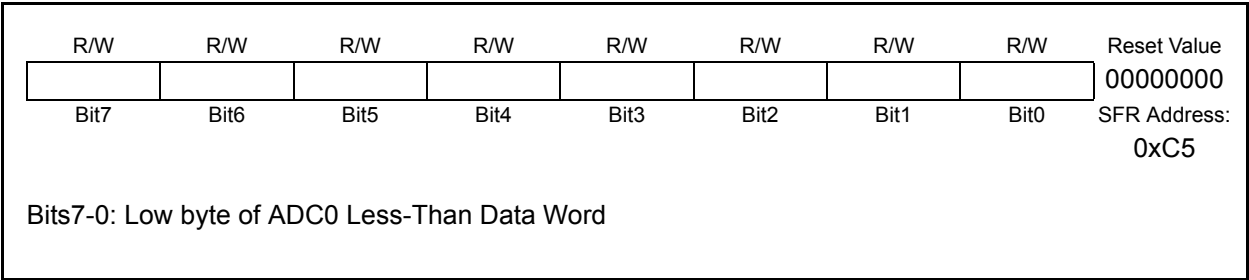 R/W R/W R/W R/W R/W R/W R/W R/W Reset Value
00000000
Bit7 Bit6 Bit5 Bit4 Bit3 Bit2 Bit1 Bit0 SFR Address:
0xC5
Bits7-0: Low byte of ADC0 Less-Than Data Word